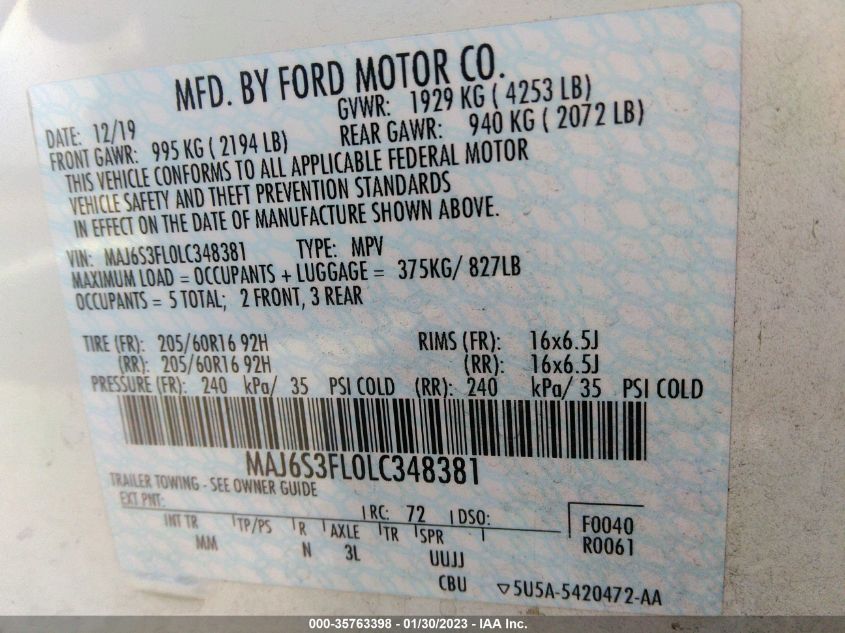 MFD. BY FORD MOTOR CO.
DATE: 12/19 GVWR: 1929 KG ( 4253 LB)
FRONT GAWR: 995 KG ( 2194 LB) REAR GAWR: 940 KG ( 2072 LB)
THIS VEHICLE CONFORMS TO ALL APPLICABLE FEDERAL MOTOR
VEHICLE SAFETY AND THEFT PREVENTION STANDARDS
IN EFFECT ON THE DATE OF MANUFACTURE SHOWN ABOVE.
VIN: MAJ6S3FL0LC348381 TYPE: MPV
MAXIMUM LOAD = OCCUPANTS + LUGGAGE = 375KG/ 827LB
OCCUPANTS = 5 TOTAL; 2 FRONT, 3 REAR
TIRE (FR): 205/60R16 92H RIMS (FR): 16x6.5J
(RR): 205/60R16 92H (RR): 16x6.5J
PRESSURE (FR): 240 kPa/ 35 PSI COLD (RR): 240 kPa/ 35 PSI COLD
MAJ6S3FL0LC348381
TRAILER TOWING - SEE OWNER GUIDE
EXT PNT: RC: 72 DSO:
INT TR TP/PS R AXLE TR SPR F0040
MM N 3L UUJJ R0061
CBU 5U5A-5420472-AA
000-35763398 - 01/30/2023 - IAA Inc.